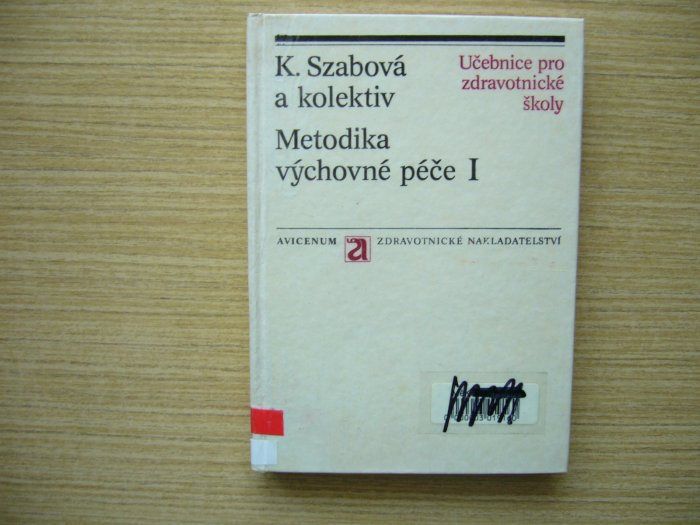 K. Szabová
a kolektiv
Učebnice pro
zdravotnické
školy
Metodika
výchovné péče I
AVICENUM
ZDRAVOTNICKÉ NAKLADATELSTVÍ